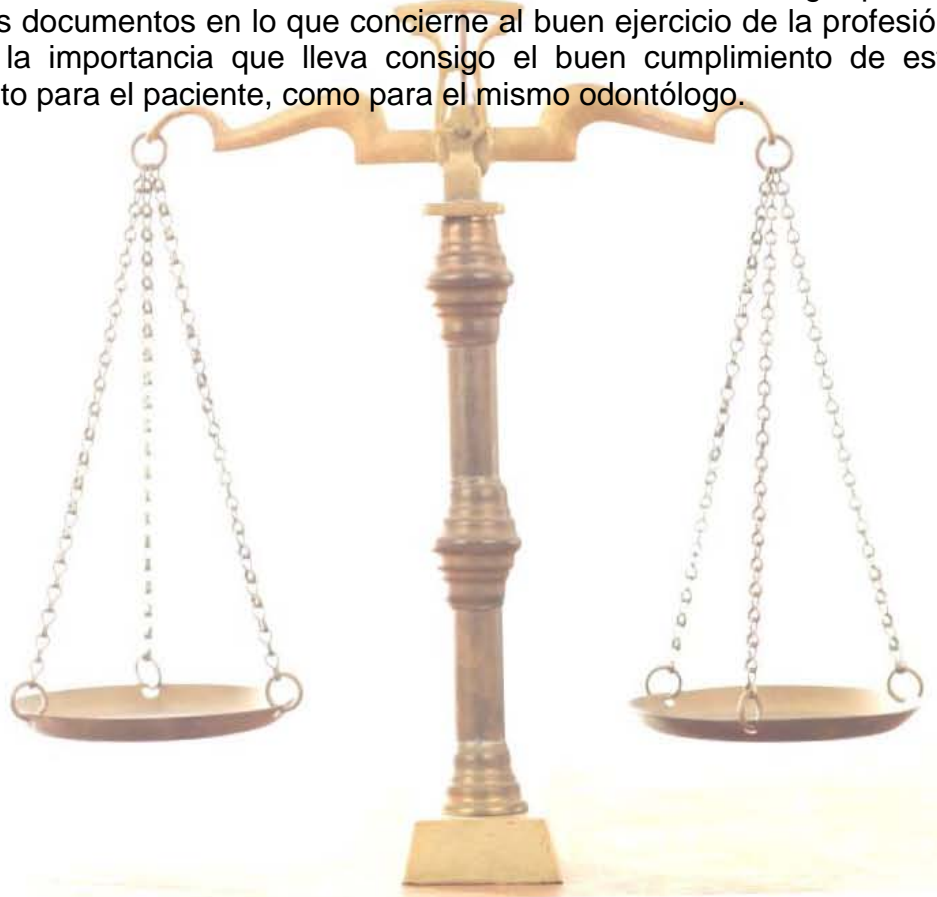 s documentos en lo que concierne al buen ejercicio de la profesió
la importancia que lleva consigo el buen cumplimiento de es
to para el paciente, como para el mismo odontólogo.